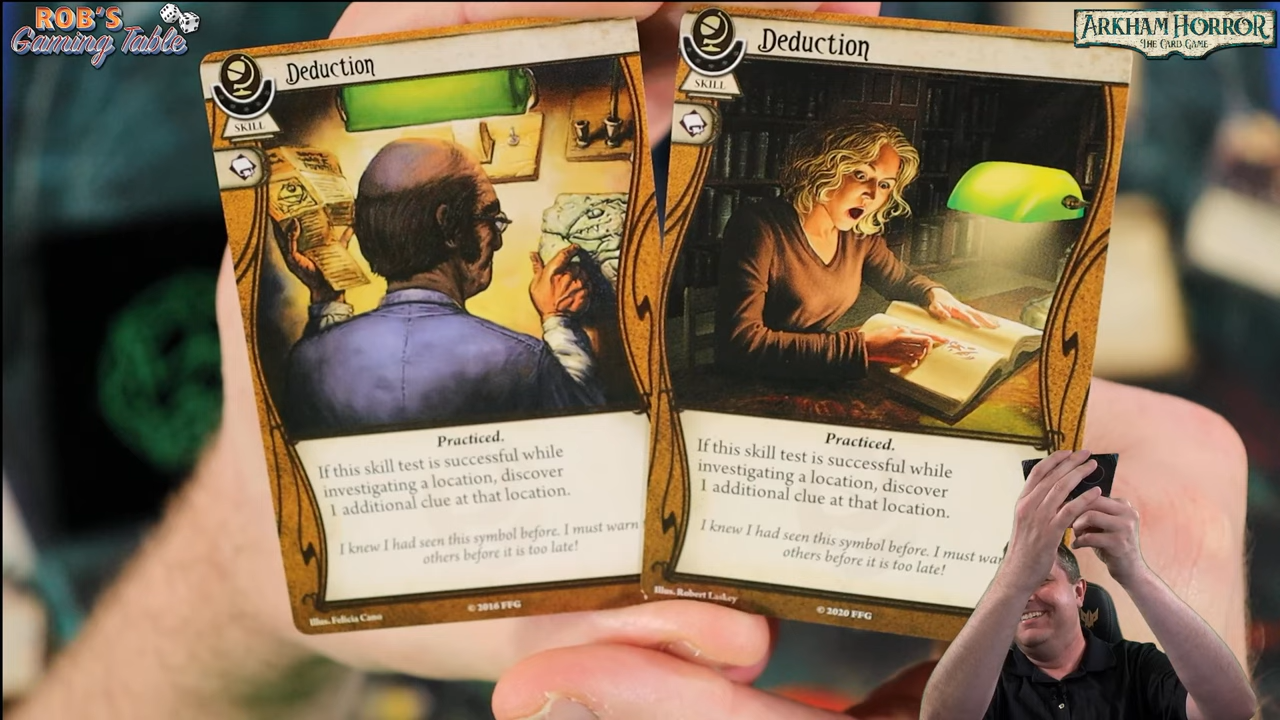 ROB'S
Gaming Table
ARKHAM HORROR
THE CARD GAME
Deduction
SKILL
Practiced.
If this skill test is successful while
investigating a location, discover
1 additional clue at that location.
I knew I had seen this symbol before. I must warn
others before it is too late!
Illus. Felicia Cano
© 2016 FFG
Deduction
SKILL
Practiced.
If this skill test is successful while
investigating a location, discover
1 additional clue at that location.
I knew I had seen this symbol before. I must war
others before it is too late!
Illus. Robert Laskey
© 2020 FFG